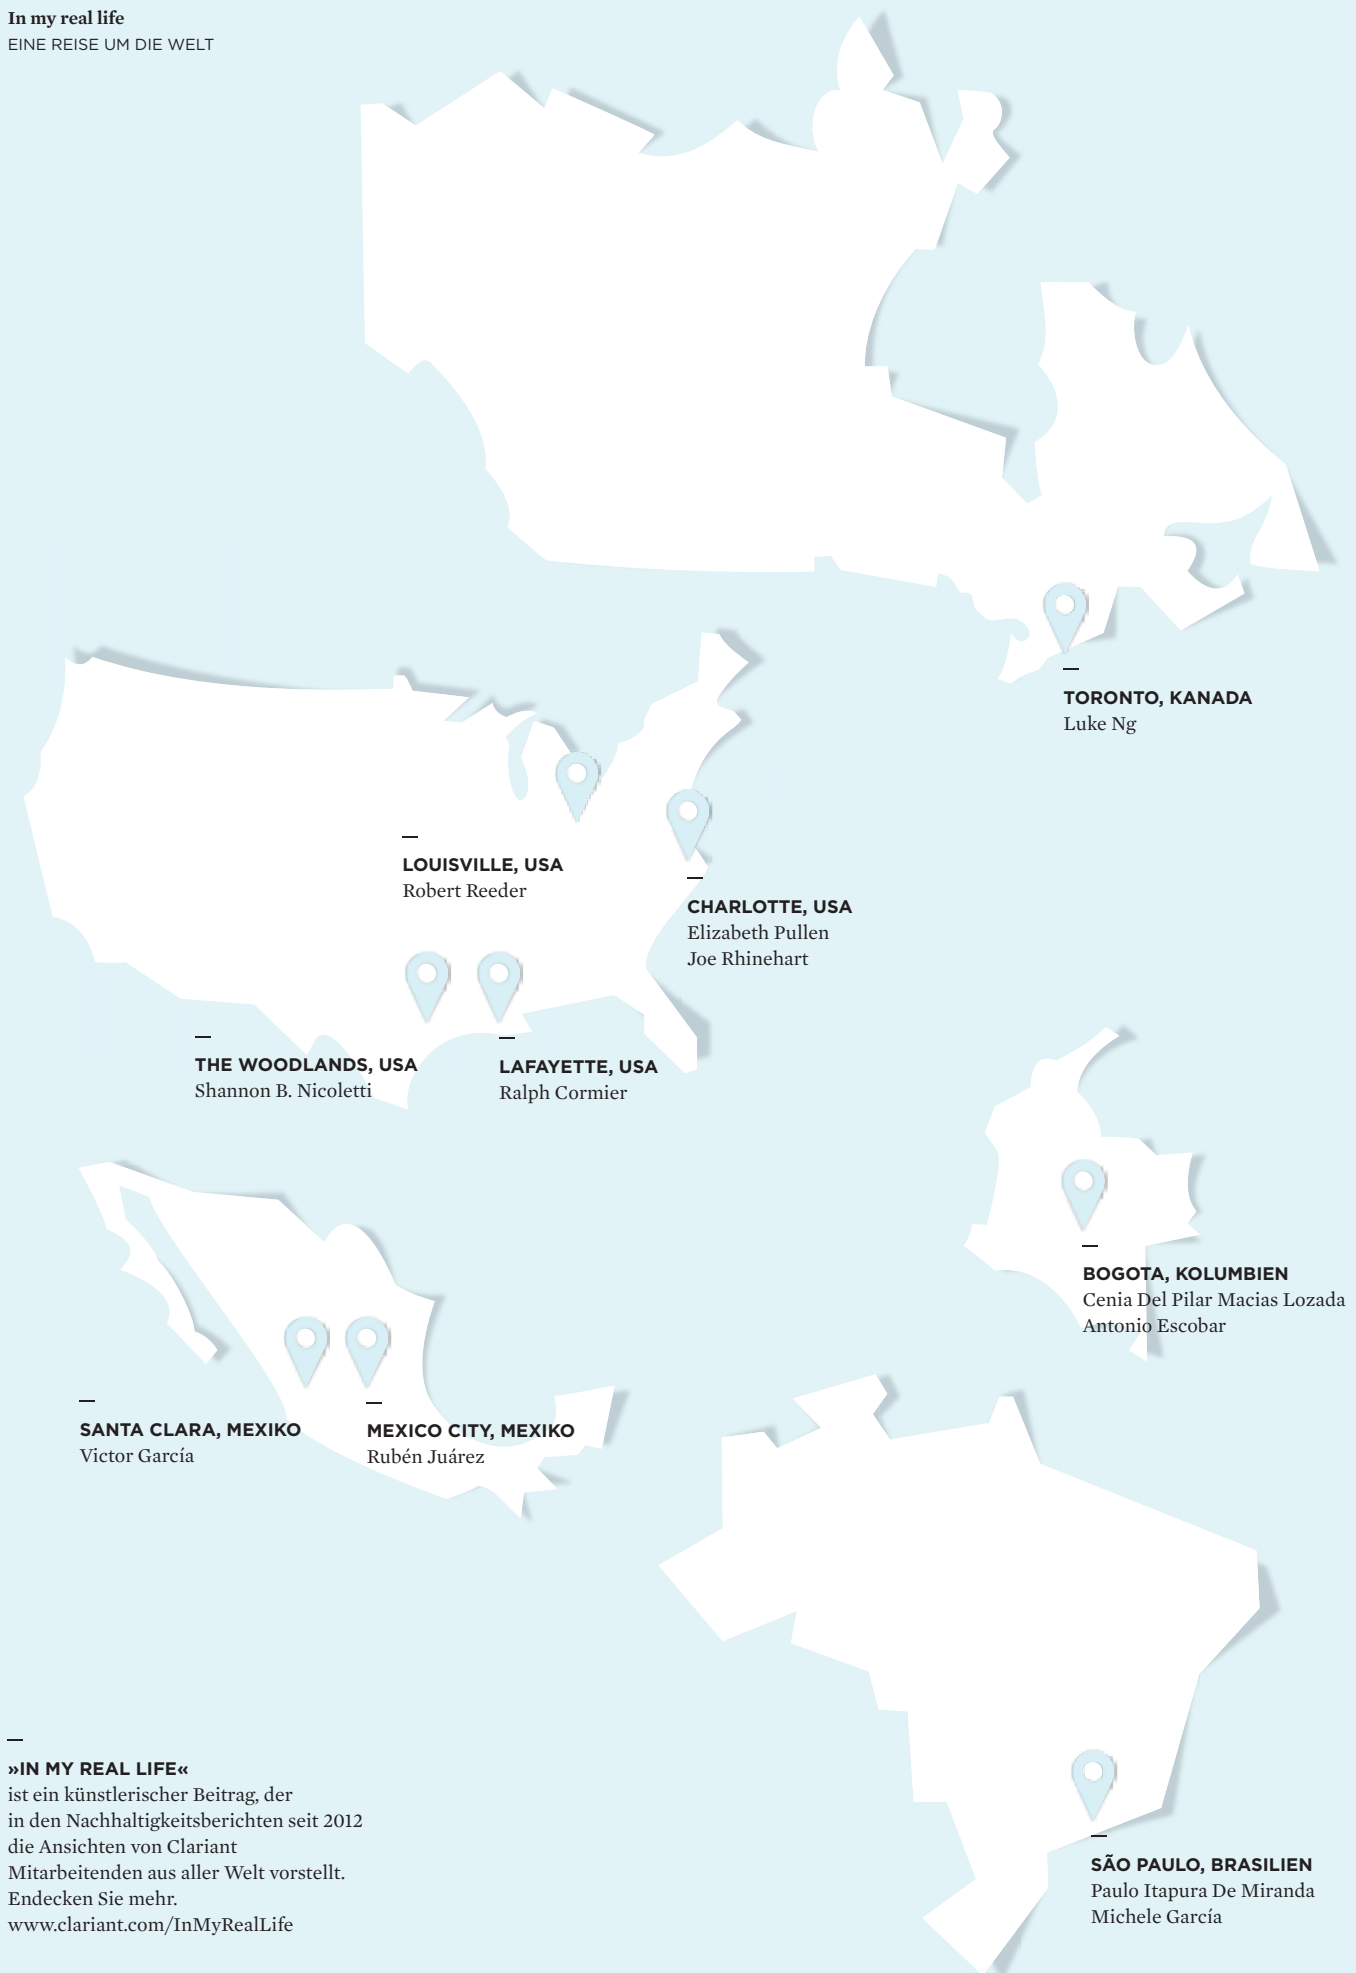 In my real life
EINE REISE UM DIE WELT
TORONTO, KANADA
Luke Ng
LOUISVILLE, USA
Robert Reeder
CHARLOTTE, USA
Elizabeth Pullen
Joe Rhinehart
THE WOODLANDS, USA
Shannon B. Nicoletti
LAFAYETTE, USA
Ralph Cormier
BOGOTA, KOLUMBIEN
Cenia Del Pilar Macias Lozada
Antonio Escobar
SANTA CLARA, MEXIKO
Victor García
MEXICO CITY, MEXIKO
Rubén Juárez
»IN MY REAL LIFE«
ist ein künstlerischer Beitrag, der
in den Nachhaltigkeitsberichten seit 2012
die Ansichten von Clariant
Mitarbeitenden aus aller Welt vorstellt.
Endecken Sie mehr.
www.clariant.com/InMyRealLife
SÃO PAULO, BRASILIEN
Paulo Itapura De Miranda
Michele García